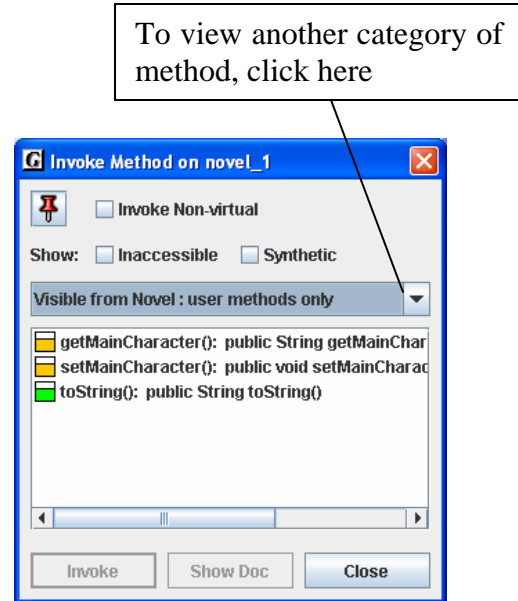 To view another category of
method, click here
G Invoke Method on novel_1
Invoke Non-virtual
Show: Inaccessible Synthetic
Visible from Novel : user methods only
getMainCharacter(): public String getMainChar
setMainCharacter(): public void setMainCharac
toString(): public String toString()
Invoke Show Doc Close